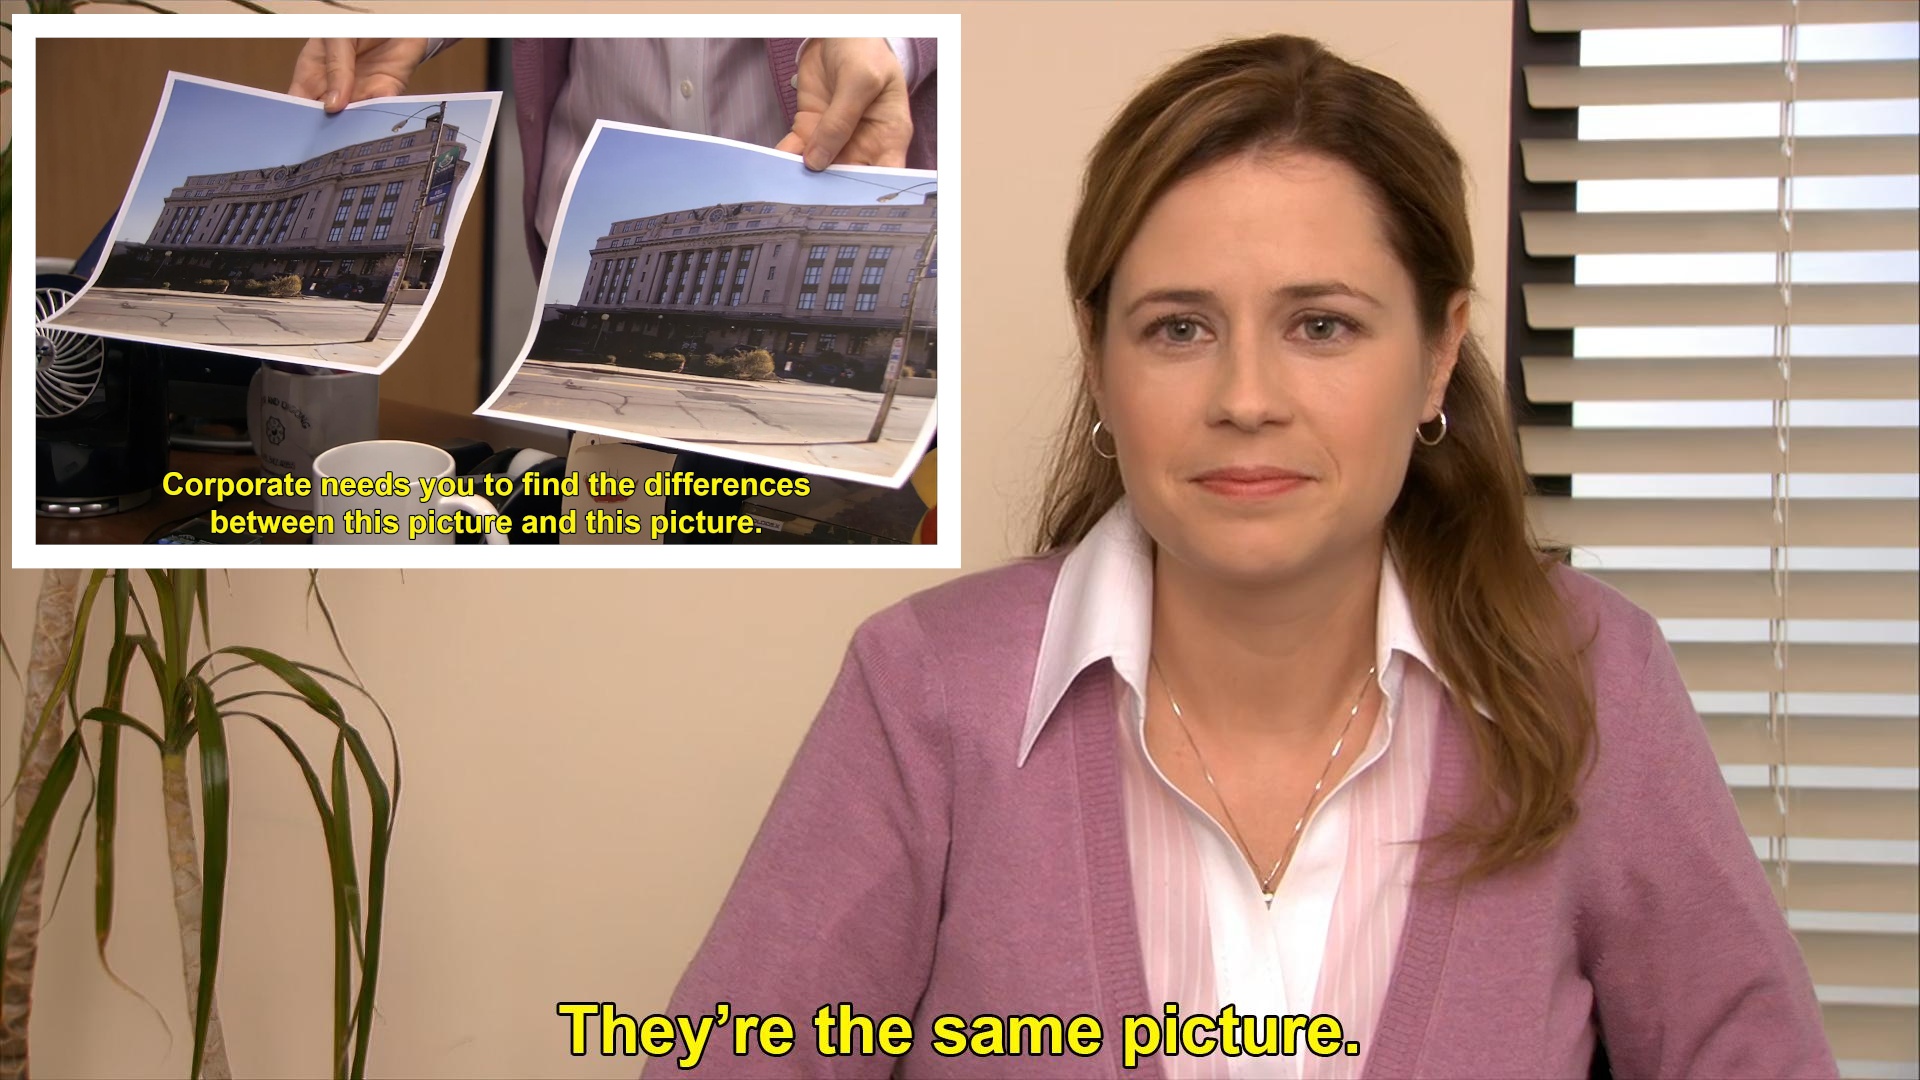 Corporate needs you to find the differences
between this picture and this picture.
They’re the same picture.